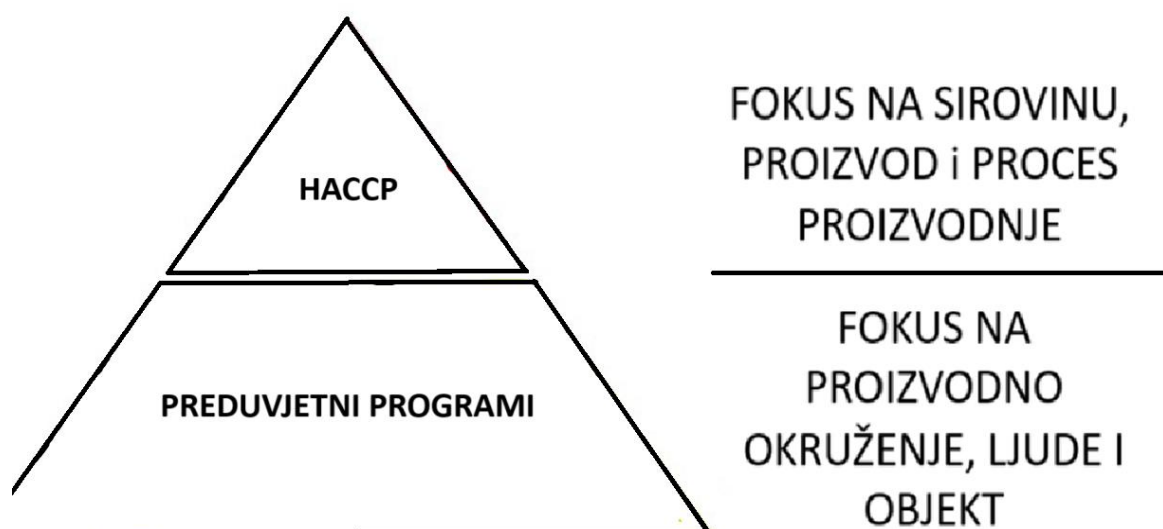 HACCP
FOKUS NA SIROVINU,
PROIZVOD i PROCES
PROIZVODNJE
PREDUVJETNI PROGRAMI
FOKUS NA
PROIZVODNO
OKRUŽENJE, LJUDE I
OBJEKT